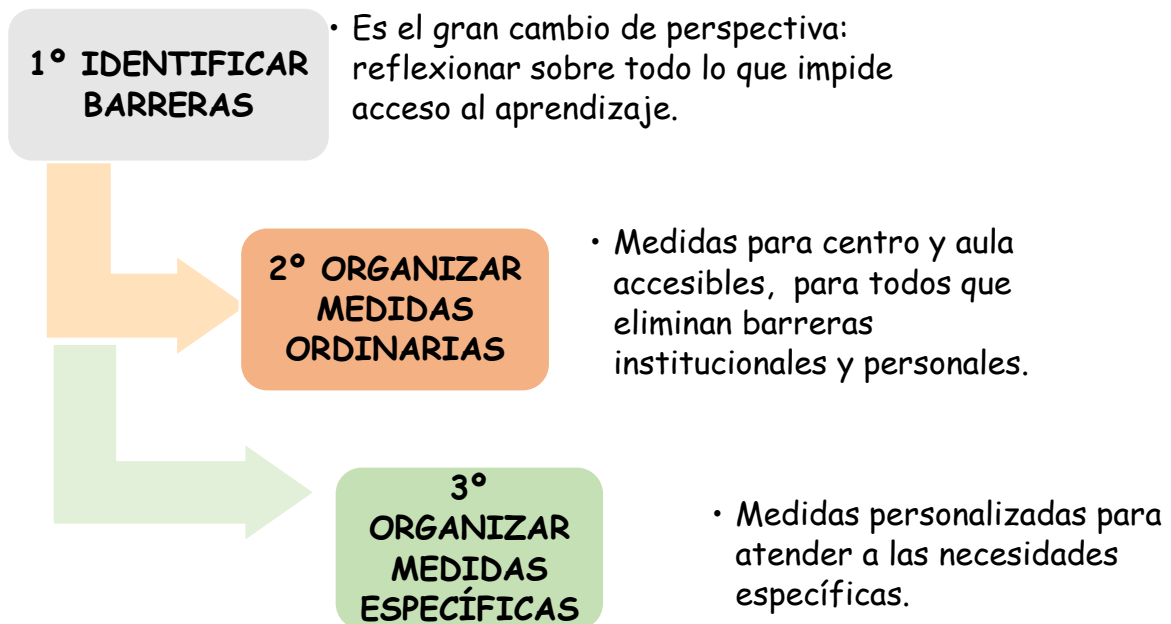 1º IDENTIFICAR
BARRERAS
• Es el gran cambio de perspectiva:
reflexionar sobre todo lo que impide
acceso al aprendizaje.
2º ORGANIZAR
MEDIDAS
ORDINARIAS
• Medidas para centro y aula
accesibles, para todos que
eliminan barreras
institucionales y personales.
3º
ORGANIZAR
MEDIDAS
ESPECÍFICAS
• Medidas personalizadas para
atender a las necesidades
específicas.